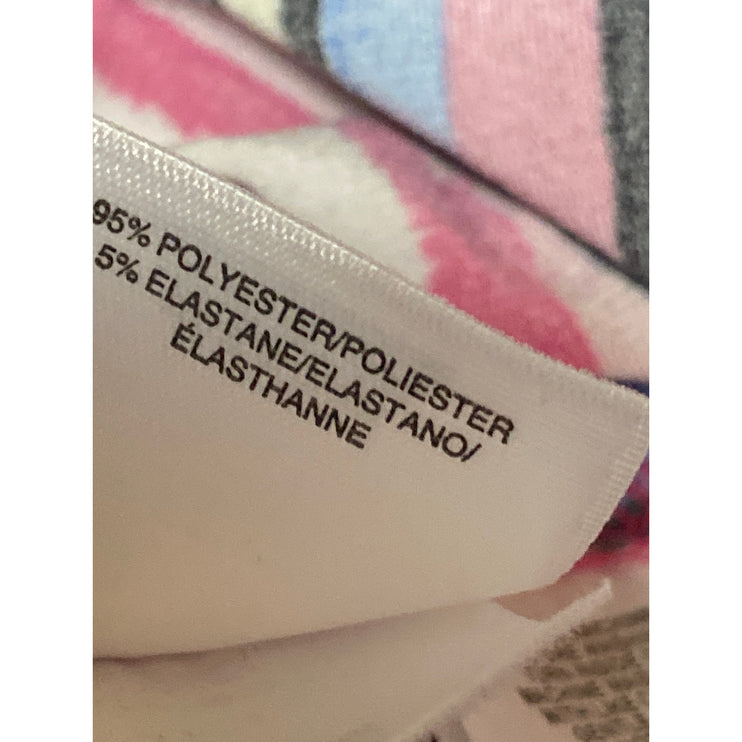 95% POLYESTER/POLIESTER
5% ELASTANE/ELASTANO/
ÉLASTHANNE